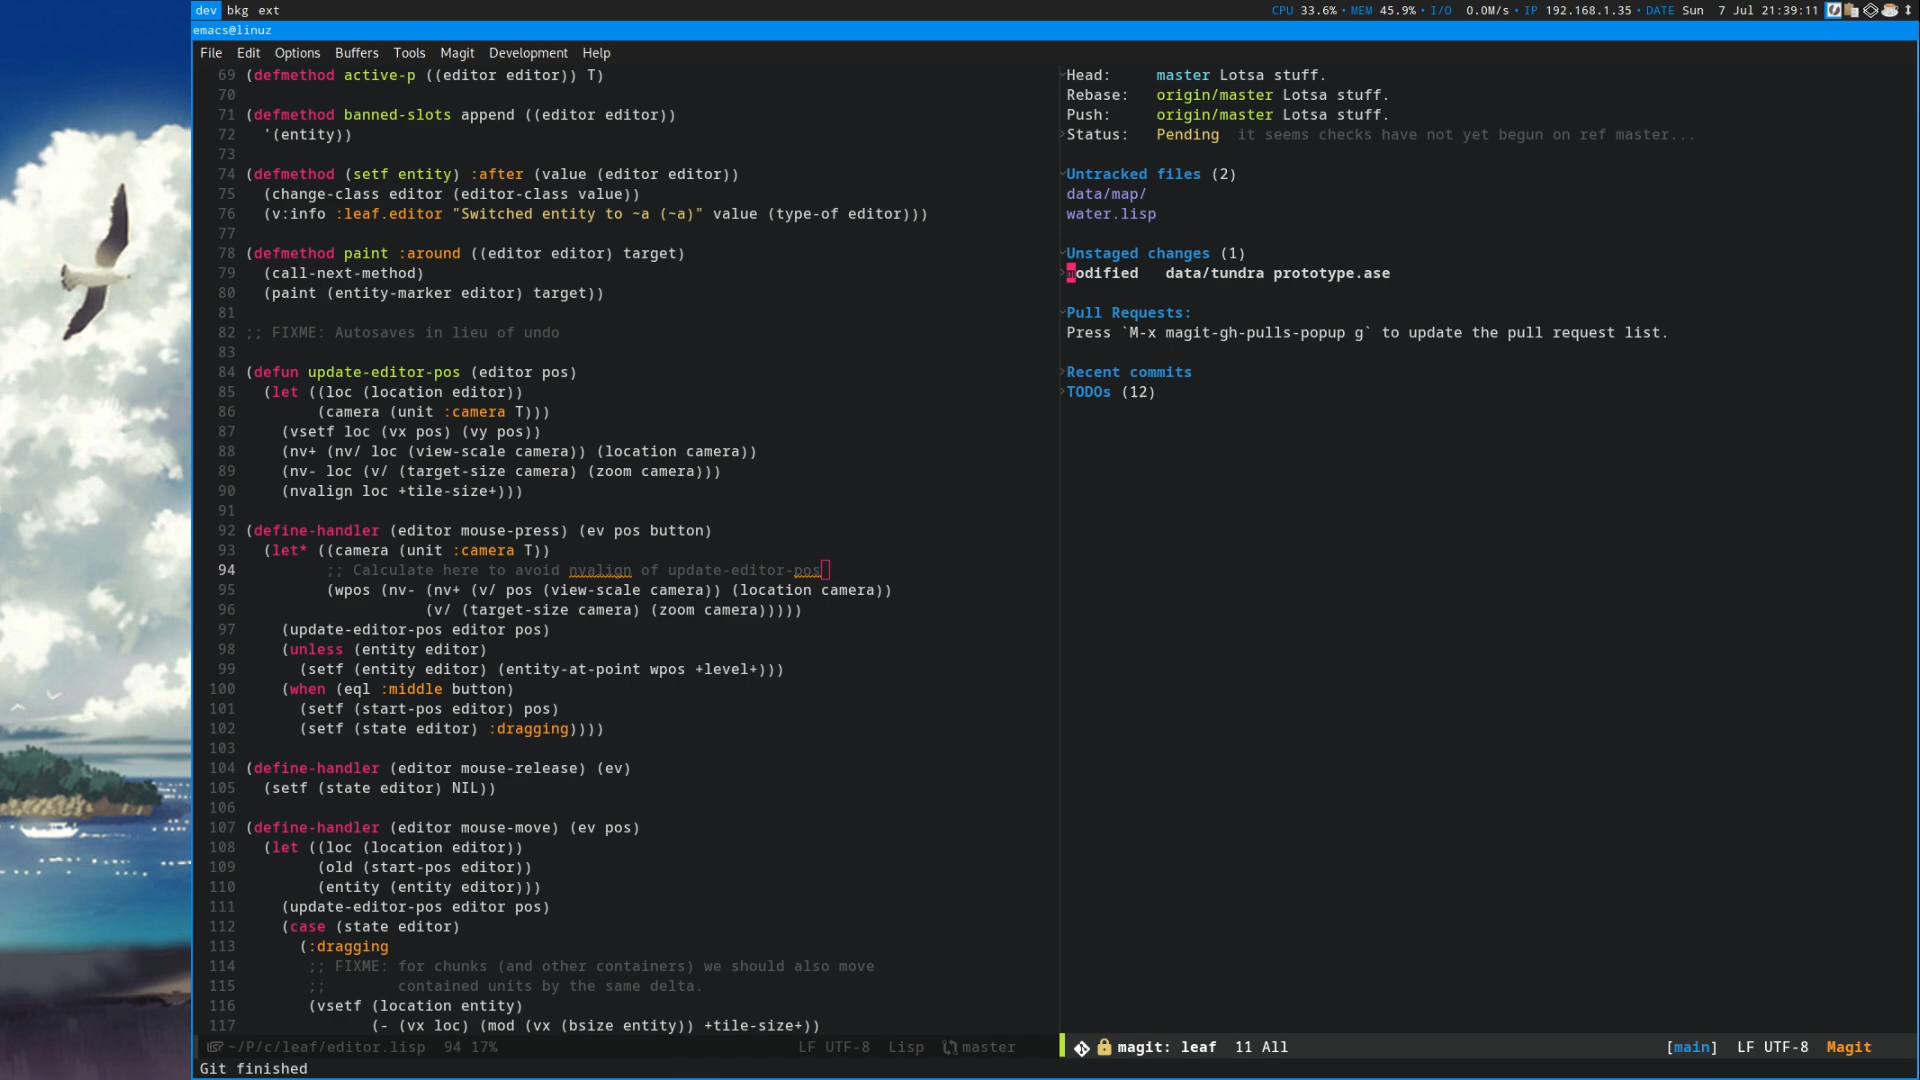 dev bkg ext
CPU 33.6% • MEM 45.9% • I/O 0.0M/s • IP 192.168.1.35 • DATE Sun 7 Jul 21:39:11
emacs@linuz
File Edit Options Buffers Tools Magit Development Help
69 (defmethod active-p ((editor editor)) T)
70
71 (defmethod banned-slots append ((editor editor))
72   '(entity))
73
74 (defmethod (setf entity) :after (value (editor editor))
75   (change-class editor (editor-class value))
76   (v:info :leaf.editor "Switched entity to ~a (~a)" value (type-of editor)))
77
78 (defmethod paint :around ((editor editor) target)
79   (call-next-method)
80   (paint (entity-marker editor) target))
81
82 ;; FIXME: Autosaves in lieu of undo
83
84 (defun update-editor-pos (editor pos)
85   (let ((loc (location editor))
86         (camera (unit :camera T)))
87     (vsetf loc (vx pos) (vy pos))
88     (nv+ (nv/ loc (view-scale camera)) (location camera))
89     (nv- loc (v/ (target-size camera) (zoom camera)))
90     (nvalign loc +tile-size+)))
91
92 (define-handler (editor mouse-press) (ev pos button)
93   (let* ((camera (unit :camera T))
94          ;; Calculate here to avoid nvalign of update-editor-pos
95          (wpos (nv- (nv+ (v/ pos (view-scale camera)) (location camera))
96                     (v/ (target-size camera) (zoom camera)))))
97     (update-editor-pos editor pos)
98     (unless (entity editor)
99       (setf (entity editor) (entity-at-point wpos +level+)))
100     (when (eql :middle button)
101       (setf (start-pos editor) pos)
102       (setf (state editor) :dragging))))
103
104 (define-handler (editor mouse-release) (ev)
105   (setf (state editor) NIL))
106
107 (define-handler (editor mouse-move) (ev pos)
108   (let ((loc (location editor))
109         (old (start-pos editor))
110         (entity (entity editor)))
111     (update-editor-pos editor pos)
112     (case (state editor)
113       (:dragging
114        ;; FIXME: for chunks (and other containers) we should also move
115        ;;        contained units by the same delta.
116        (vsetf (location entity)
117               (- (vx loc) (mod (vx (bsize entity)) +tile-size+))
~/P/c/leaf/editor.lisp 94 17% LF UTF-8 Lisp master
Head: master Lotsa stuff.
Rebase: origin/master Lotsa stuff.
Push: origin/master Lotsa stuff.
Status: Pending it seems checks have not yet begun on ref master...
Untracked files (2)
data/map/
water.lisp
Unstaged changes (1)
modified data/tundra prototype.ase
Pull Requests:
Press `M-x magit-gh-pulls-popup g` to update the pull request list.
Recent commits
TODOs (12)
magit: leaf 11 All [main] LF UTF-8 Magit
Git finished